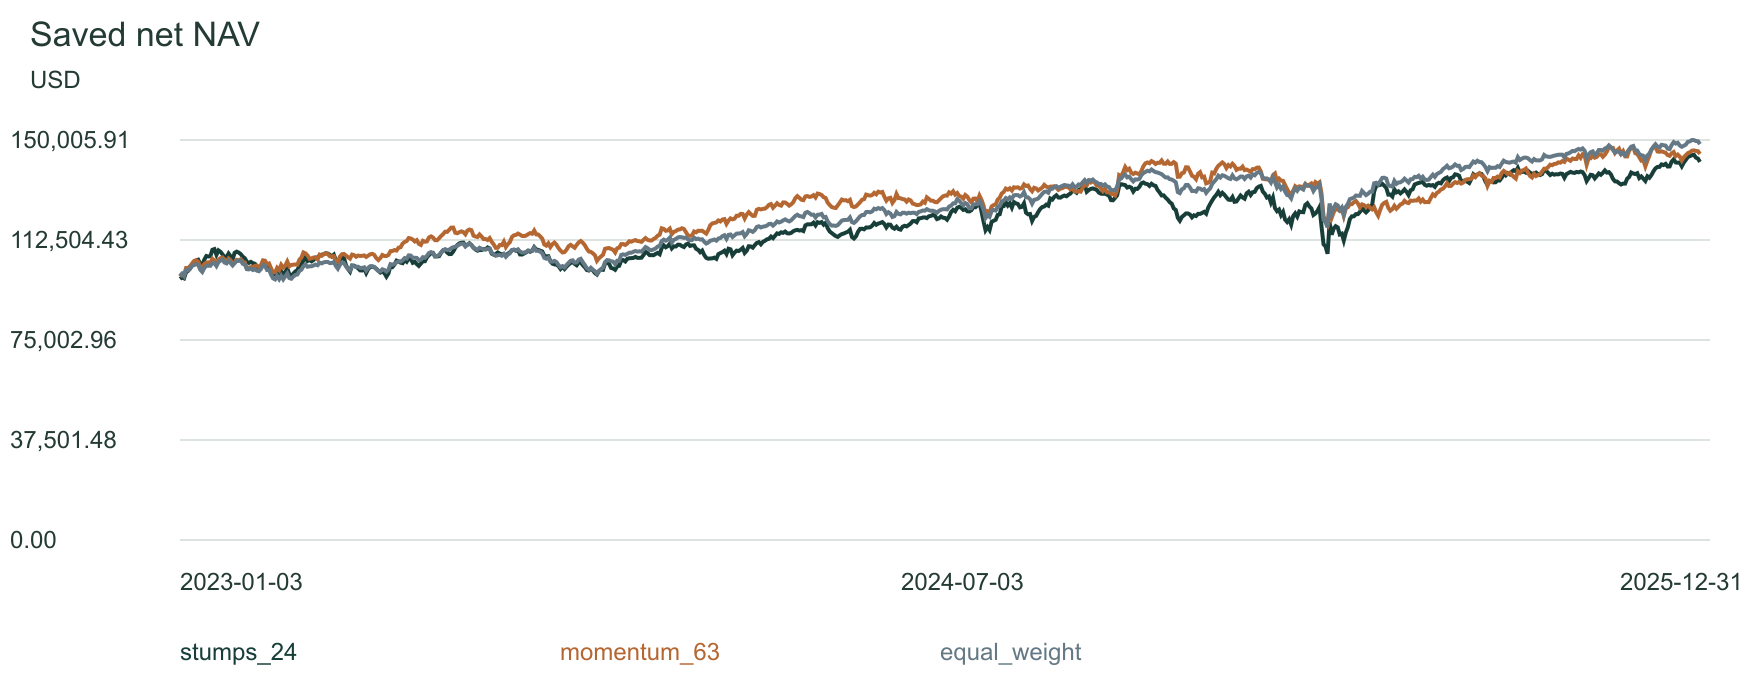 Saved net NAV
USD
150,005.91
112,504.43
75,002.96
37,501.48
0.00
2023-01-03 2024-07-03 2025-12-31
stumps_24 momentum_63 equal_weight